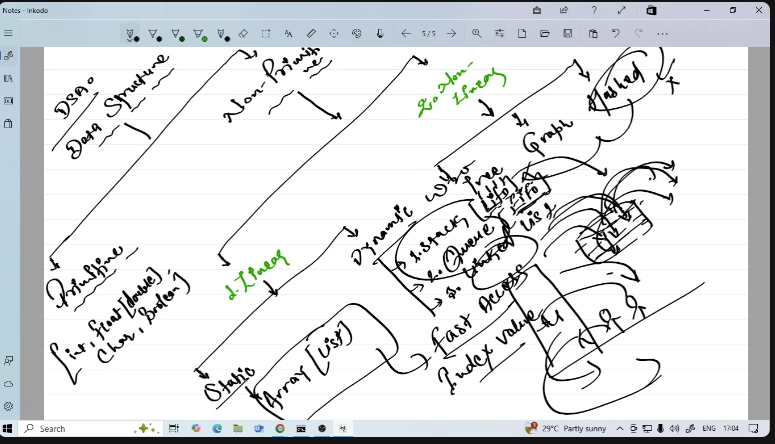 Notes - Inkodo
5/5
DSA:
Data Structure
Non-Primitive
2. Non-Linear
Hashed
Graph
Tree
Primitive
[int, float [double],
Char, Boolean]
1. Linear
Static
Array [List]
Dynamic
1. Stack [LIFO]
2. Queue [FIFO]
3. Linked List
Fast Access
Index Value
Search
29°C Partly sunny
ENG
17:04